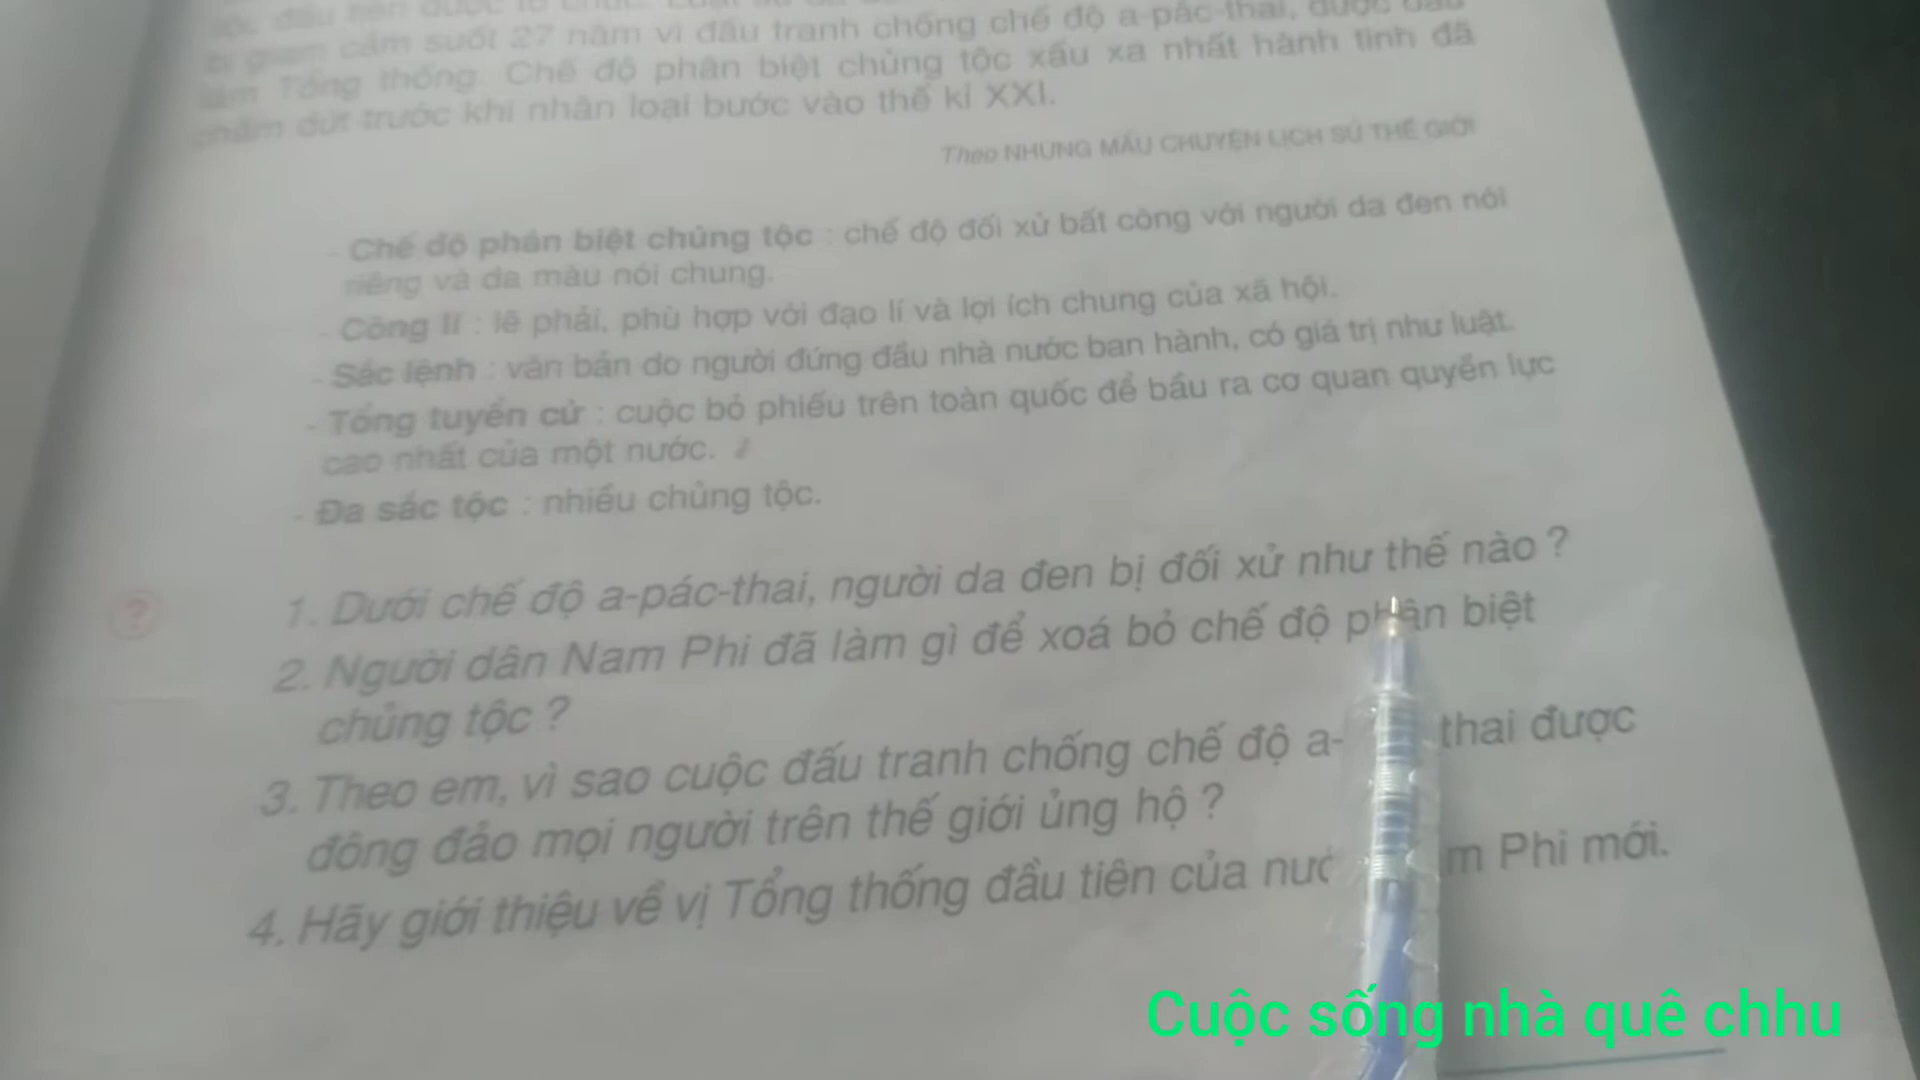 bị giam cầm suốt 27 năm vì đấu tranh chống chế độ a-pác-thai, được bầu
làm Tổng thống. Chế độ phân biệt chủng tộc xấu xa nhất hành tinh đã
chấm dứt trước khi nhân loại bước vào thế kỉ XXI.
Theo NHỮNG MẨU CHUYỆN LỊCH SỬ THẾ GIỚI
- Chế độ phân biệt chủng tộc : chế độ đối xử bất công với người da đen nói
riêng và da màu nói chung.
- Công lí : lẽ phải, phù hợp với đạo lí và lợi ích chung của xã hội.
- Sắc lệnh : văn bản do người đứng đầu nhà nước ban hành, có giá trị như luật.
- Tổng tuyển cử : cuộc bỏ phiếu trên toàn quốc để bầu ra cơ quan quyền lực
cao nhất của một nước.
- Đa sắc tộc : nhiều chủng tộc.
?
1. Dưới chế độ a-pác-thai, người da đen bị đối xử như thế nào ?
2. Người dân Nam Phi đã làm gì để xoá bỏ chế độ phân biệt
chủng tộc ?
3. Theo em, vì sao cuộc đấu tranh chống chế độ a- thai được
đông đảo mọi người trên thế giới ủng hộ ?
4. Hãy giới thiệu về vị Tổng thống đầu tiên của nướ m Phi mới.
Cuộc sống nhà quê chhu